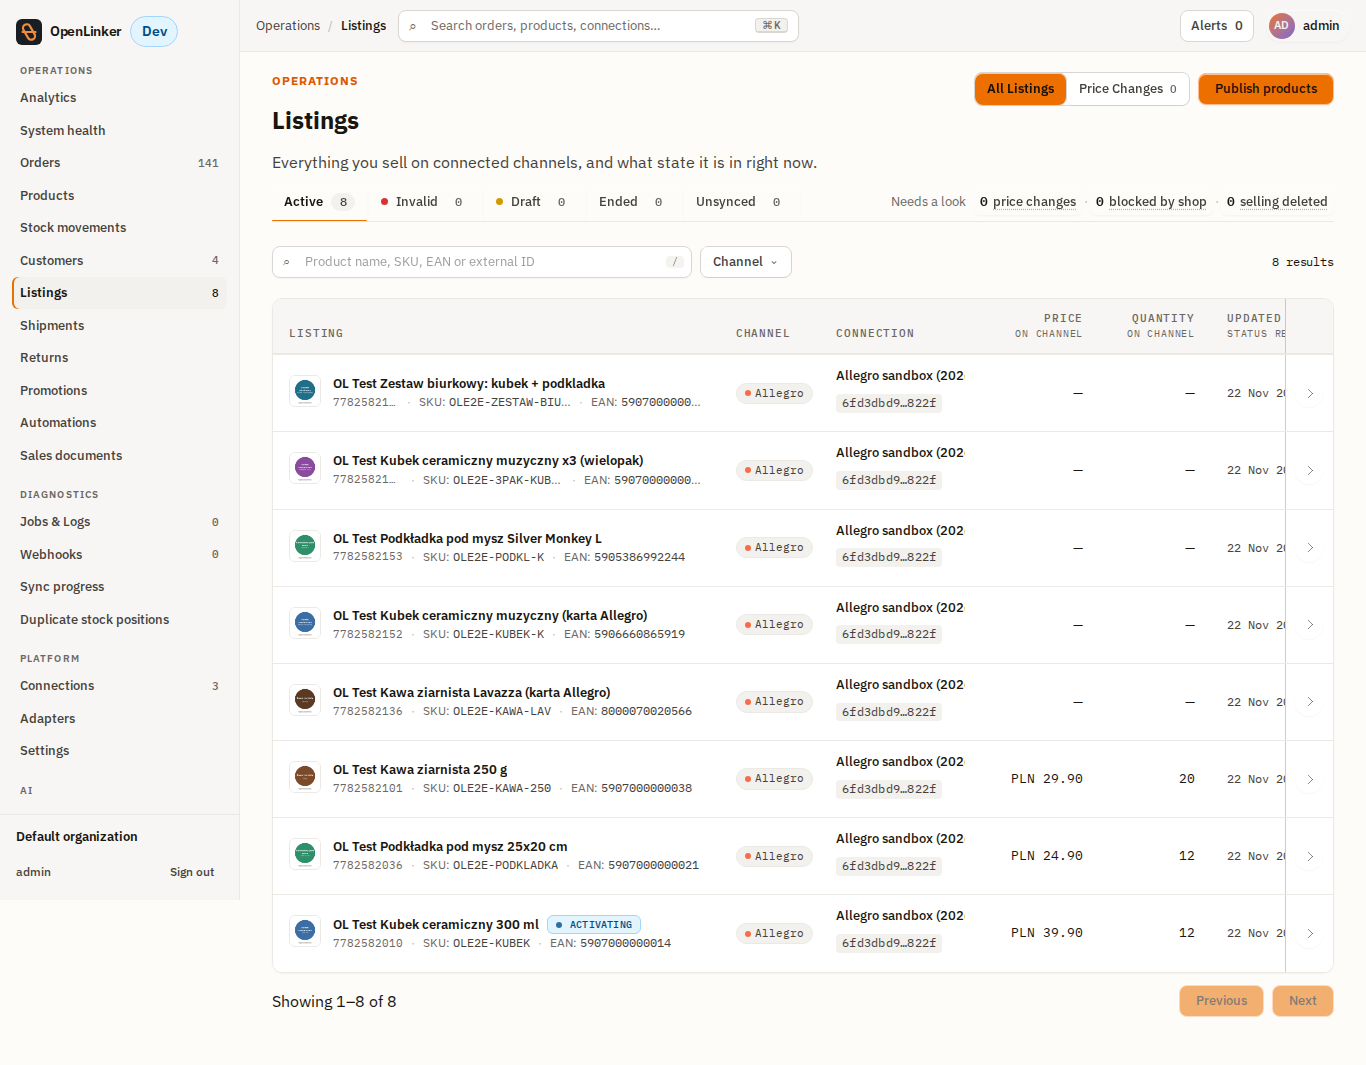 OpenLinker Dev
OPERATIONS
Analytics
System health
Orders 141
Products
Stock movements
Customers 4
Listings 8
Shipments
Returns
Promotions
Automations
Sales documents
DIAGNOSTICS
Jobs & Logs 0
Webhooks 0
Sync progress
Duplicate stock positions
PLATFORM
Connections 3
Adapters
Settings
AI
Default organization
admin Sign out
Operations / Listings Search orders, products, connections... ⌘K Alerts 0 AD admin
OPERATIONS
All Listings Price Changes 0 Publish products
Listings
Everything you sell on connected channels, and what state it is in right now.
Active 8 Invalid 0 Draft 0 Ended 0 Unsynced 0 Needs a look 0 price changes · 0 blocked by shop · 0 selling deleted
Product name, SKU, EAN or external ID / Channel 8 results
LISTING CHANNEL CONNECTION PRICE ON CHANNEL QUANTITY ON CHANNEL UPDATED STATUS RE
OL Test Zestaw biurkowy: kubek + podkladka
77825821… · SKU: OLE2E-ZESTAW-BIU… · EAN: 5907000000…
Allegro
Allegro sandbox (202
6fd3dbd9…822f
— — 22 Nov 20
OL Test Kubek ceramiczny muzyczny x3 (wielopak)
77825821… · SKU: OLE2E-3PAK-KUB… · EAN: 59070000000…
Allegro
Allegro sandbox (202
6fd3dbd9…822f
— — 22 Nov 20
OL Test Podkładka pod mysz Silver Monkey L
7782582153 · SKU: OLE2E-PODKL-K · EAN: 5905386992244
Allegro
Allegro sandbox (202
6fd3dbd9…822f
— — 22 Nov 20
OL Test Kubek ceramiczny muzyczny (karta Allegro)
7782582152 · SKU: OLE2E-KUBEK-K · EAN: 5906660865919
Allegro
Allegro sandbox (202
6fd3dbd9…822f
— — 22 Nov 20
OL Test Kawa ziarnista Lavazza (karta Allegro)
7782582136 · SKU: OLE2E-KAWA-LAV · EAN: 8000070020566
Allegro
Allegro sandbox (202
6fd3dbd9…822f
— — 22 Nov 20
OL Test Kawa ziarnista 250 g
7782582101 · SKU: OLE2E-KAWA-250 · EAN: 5907000000038
Allegro
Allegro sandbox (202
6fd3dbd9…822f
PLN 29.90 20 22 Nov 20
OL Test Podkładka pod mysz 25x20 cm
7782582036 · SKU: OLE2E-PODKLADKA · EAN: 5907000000021
Allegro
Allegro sandbox (202
6fd3dbd9…822f
PLN 24.90 12 22 Nov 20
OL Test Kubek ceramiczny 300 ml ACTIVATING
7782582010 · SKU: OLE2E-KUBEK · EAN: 5907000000014
Allegro
Allegro sandbox (202
6fd3dbd9…822f
PLN 39.90 12 22 Nov 20
Showing 1–8 of 8 Previous Next